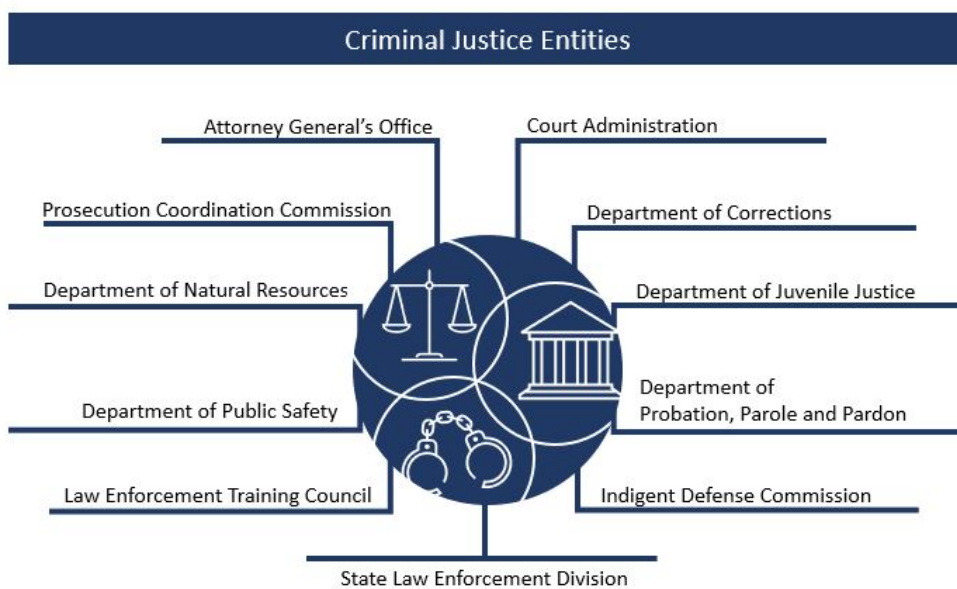 Criminal Justice Entities
Attorney General's Office
Court Administration
Prosecution Coordination Commission
Department of Corrections
Department of Natural Resources
Department of Juvenile Justice
Department of Public Safety
Department of
Probation, Parole and Pardon
Law Enforcement Training Council
Indigent Defense Commission
State Law Enforcement Division